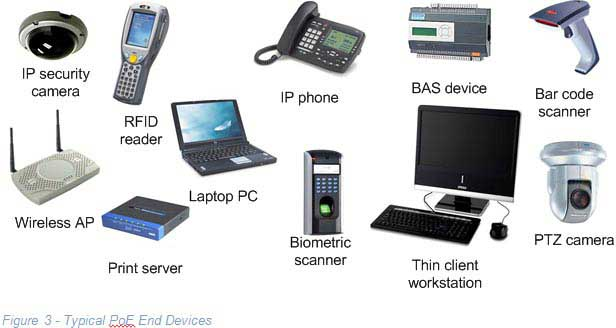 IP security
camera
RFID
reader
IP phone
BAS device
Bar code
scanner
Wireless AP
Laptop PC
Print server
Biometric
scanner
Thin client
workstation
PTZ camera
Figure 3 - Typical PoE End Devices